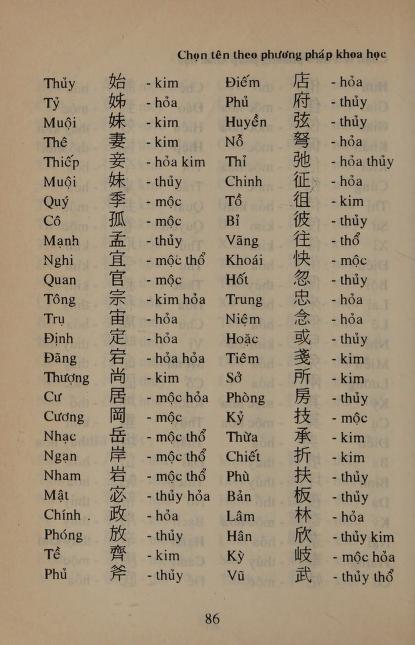 Chọn tên theo phương pháp khoa học
Thủy 始 - kim
Tỷ 姊 - hỏa
Muội 妹 - kim
Thê 妻 - kim
Thiếp 妾 - hỏa kim
Muội 妹 - thủy
Quý 季 - mộc
Cô 孤 - mộc
Mạnh 孟 - thủy
Nghi 宜 - mộc thổ
Quan 官 - mộc
Tông 宗 - kim hỏa
Trụ 宙 - hỏa
Định 定 - hỏa
Đãng 宕 - hỏa hỏa
Thượng 尚 - kim
Cư 居 - mộc hỏa
Cương 岡 - mộc
Nhạc 岳 - mộc thổ
Ngạn 岸 - mộc thổ
Nham 岩 - mộc thổ
Mật 宓 - thủy hỏa
Chính 政 - hỏa
Phóng 放 - thủy
Tề 齊 - kim
Phủ 斧 - thủy
Điếm 店 - hỏa
Phủ 府 - thủy
Huyền 弦 - thủy
Nỗ 弩 - hỏa
Thỉ 弛 - hỏa thủy
Chinh 征 - hỏa
Tồ 徂 - kim
Bỉ 彼 - thủy
Vãng 往 - thổ
Khoái 快 - mộc
Hốt 忽 - thủy
Trung 忠 - hỏa
Niệm 念 - hỏa
Hoặc 或 - thủy
Tiêm 戔 - kim
Sở 所 - kim
Phòng 房 - thủy
Kỷ 技 - mộc
Thừa 承 - kim
Chiết 折 - kim
Phù 扶 - thủy
Bản 板 - thủy
Lâm 林 - hỏa
Hân 欣 - thủy kim
Kỳ 岐 - mộc hỏa
Vũ 武 - thủy thổ
86